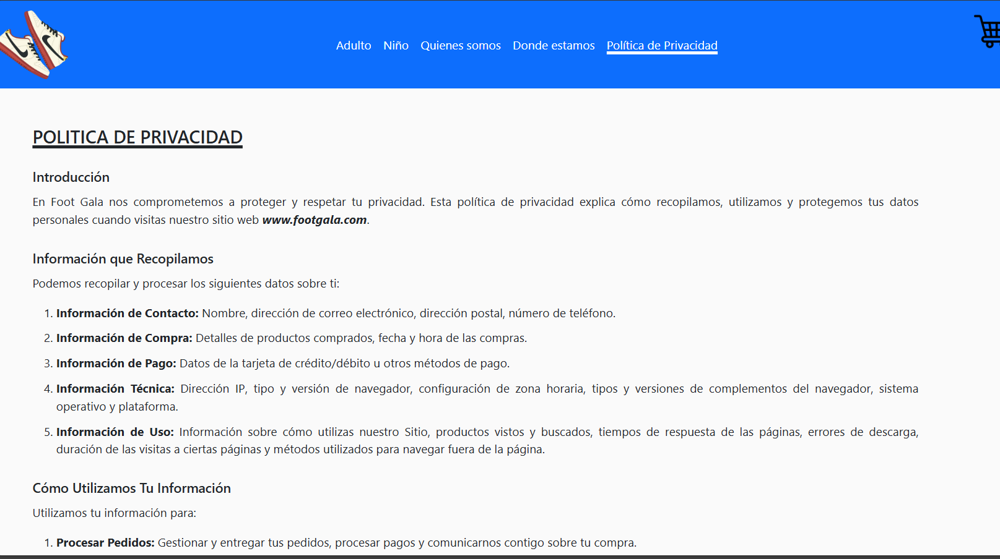 Adulto Niño Quienes somos Donde estamos Política de Privacidad
POLITICA DE PRIVACIDAD
Introducción
En Foot Gala nos comprometemos a proteger y respetar tu privacidad. Esta política de privacidad explica cómo recopilamos, utilizamos y protegemos tus datos
personales cuando visitas nuestro sitio web www.footgala.com.
Información que Recopilamos
Podemos recopilar y procesar los siguientes datos sobre ti:
1. Información de Contacto: Nombre, dirección de correo electrónico, dirección postal, número de teléfono.
2. Información de Compra: Detalles de productos comprados, fecha y hora de las compras.
3. Información de Pago: Datos de la tarjeta de crédito/débito u otros métodos de pago.
4. Información Técnica: Dirección IP, tipo y versión de navegador, configuración de zona horaria, tipos y versiones de complementos del navegador, sistema
operativo y plataforma.
5. Información de Uso: Información sobre cómo utilizas nuestro Sitio, productos vistos y buscados, tiempos de respuesta de las páginas, errores de descarga,
duración de las visitas a ciertas páginas y métodos utilizados para navegar fuera de la página.
Cómo Utilizamos Tu Información
Utilizamos tu información para:
1. Procesar Pedidos: Gestionar y entregar tus pedidos, procesar pagos y comunicarnos contigo sobre tu compra.